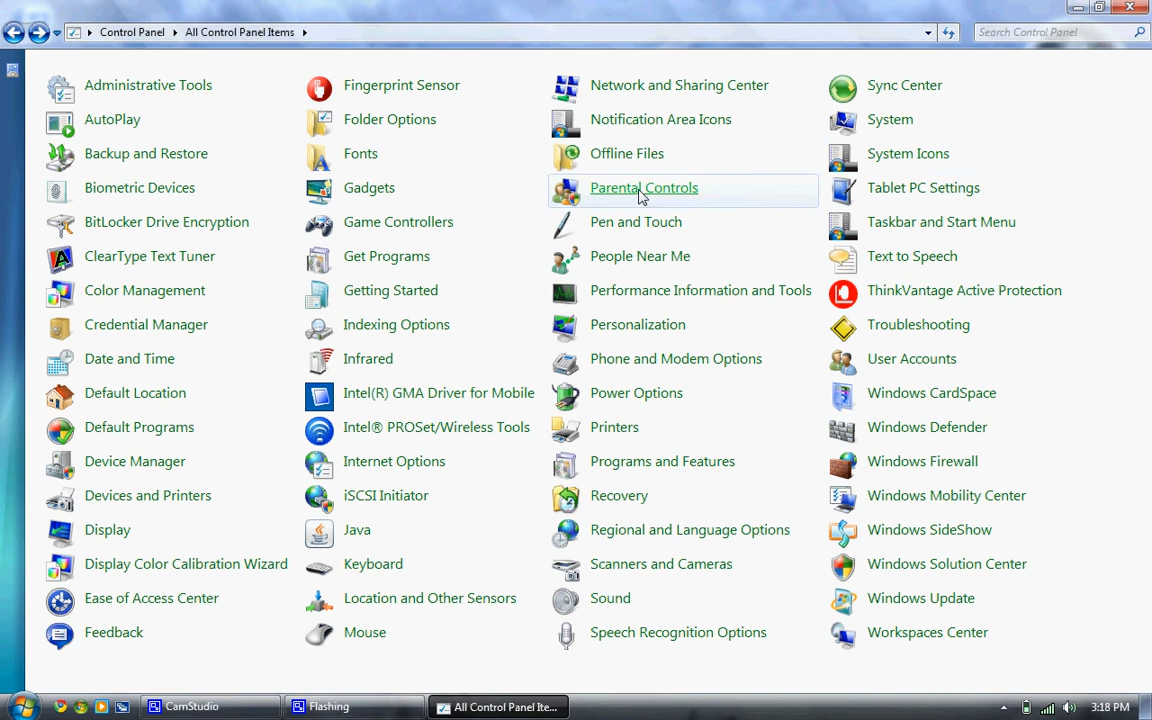 Control Panel All Control Panel Items
Search Control Panel
Administrative Tools
AutoPlay
Backup and Restore
Biometric Devices
BitLocker Drive Encryption
ClearType Text Tuner
Color Management
Credential Manager
Date and Time
Default Location
Default Programs
Device Manager
Devices and Printers
Display
Display Color Calibration Wizard
Ease of Access Center
Feedback
Fingerprint Sensor
Folder Options
Fonts
Gadgets
Game Controllers
Get Programs
Getting Started
Indexing Options
Infrared
Intel(R) GMA Driver for Mobile
Intel® PROSet/Wireless Tools
Internet Options
iSCSI Initiator
Java
Keyboard
Location and Other Sensors
Mouse
Network and Sharing Center
Notification Area Icons
Offline Files
Parental Controls
Pen and Touch
People Near Me
Performance Information and Tools
Personalization
Phone and Modem Options
Power Options
Printers
Programs and Features
Recovery
Regional and Language Options
Scanners and Cameras
Sound
Speech Recognition Options
Sync Center
System
System Icons
Tablet PC Settings
Taskbar and Start Menu
Text to Speech
ThinkVantage Active Protection
Troubleshooting
User Accounts
Windows CardSpace
Windows Defender
Windows Firewall
Windows Mobility Center
Windows SideShow
Windows Solution Center
Windows Update
Workspaces Center
CamStudio
Flashing
All Control Panel Ite...
3:18 PM